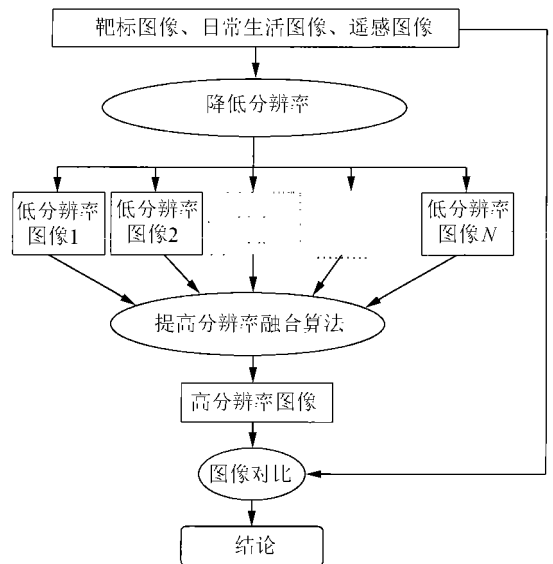 靶标图像、日常生活图像、遥感图像
降低分辨率
低分辨率
图像1
低分辨率
图像2
低分辨率
图像N
提高分辨率融合算法
高分辨率图像
图像对比
结论